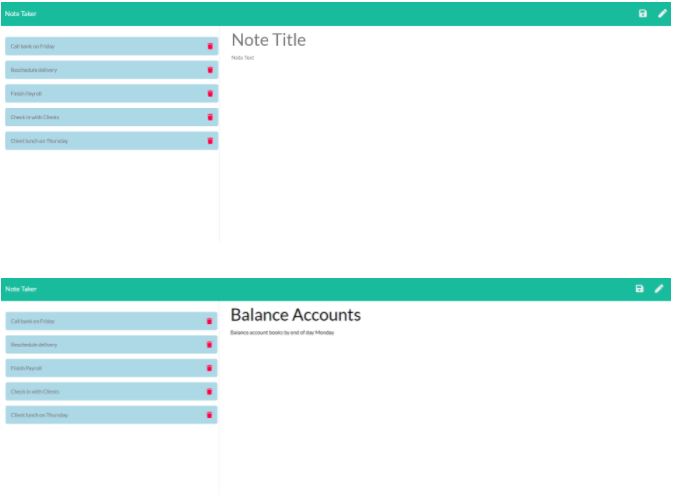 Note Taker
Call bank on Friday
Reschedule delivery
Finish Payroll
Check in with Clients
Client lunch on Thursday
Note Title
Note Text
Note Taker
Call bank on Friday
Reschedule delivery
Finish Payroll
Check in with Clients
Client lunch on Thursday
Balance Accounts
Balance account books by end of day Monday